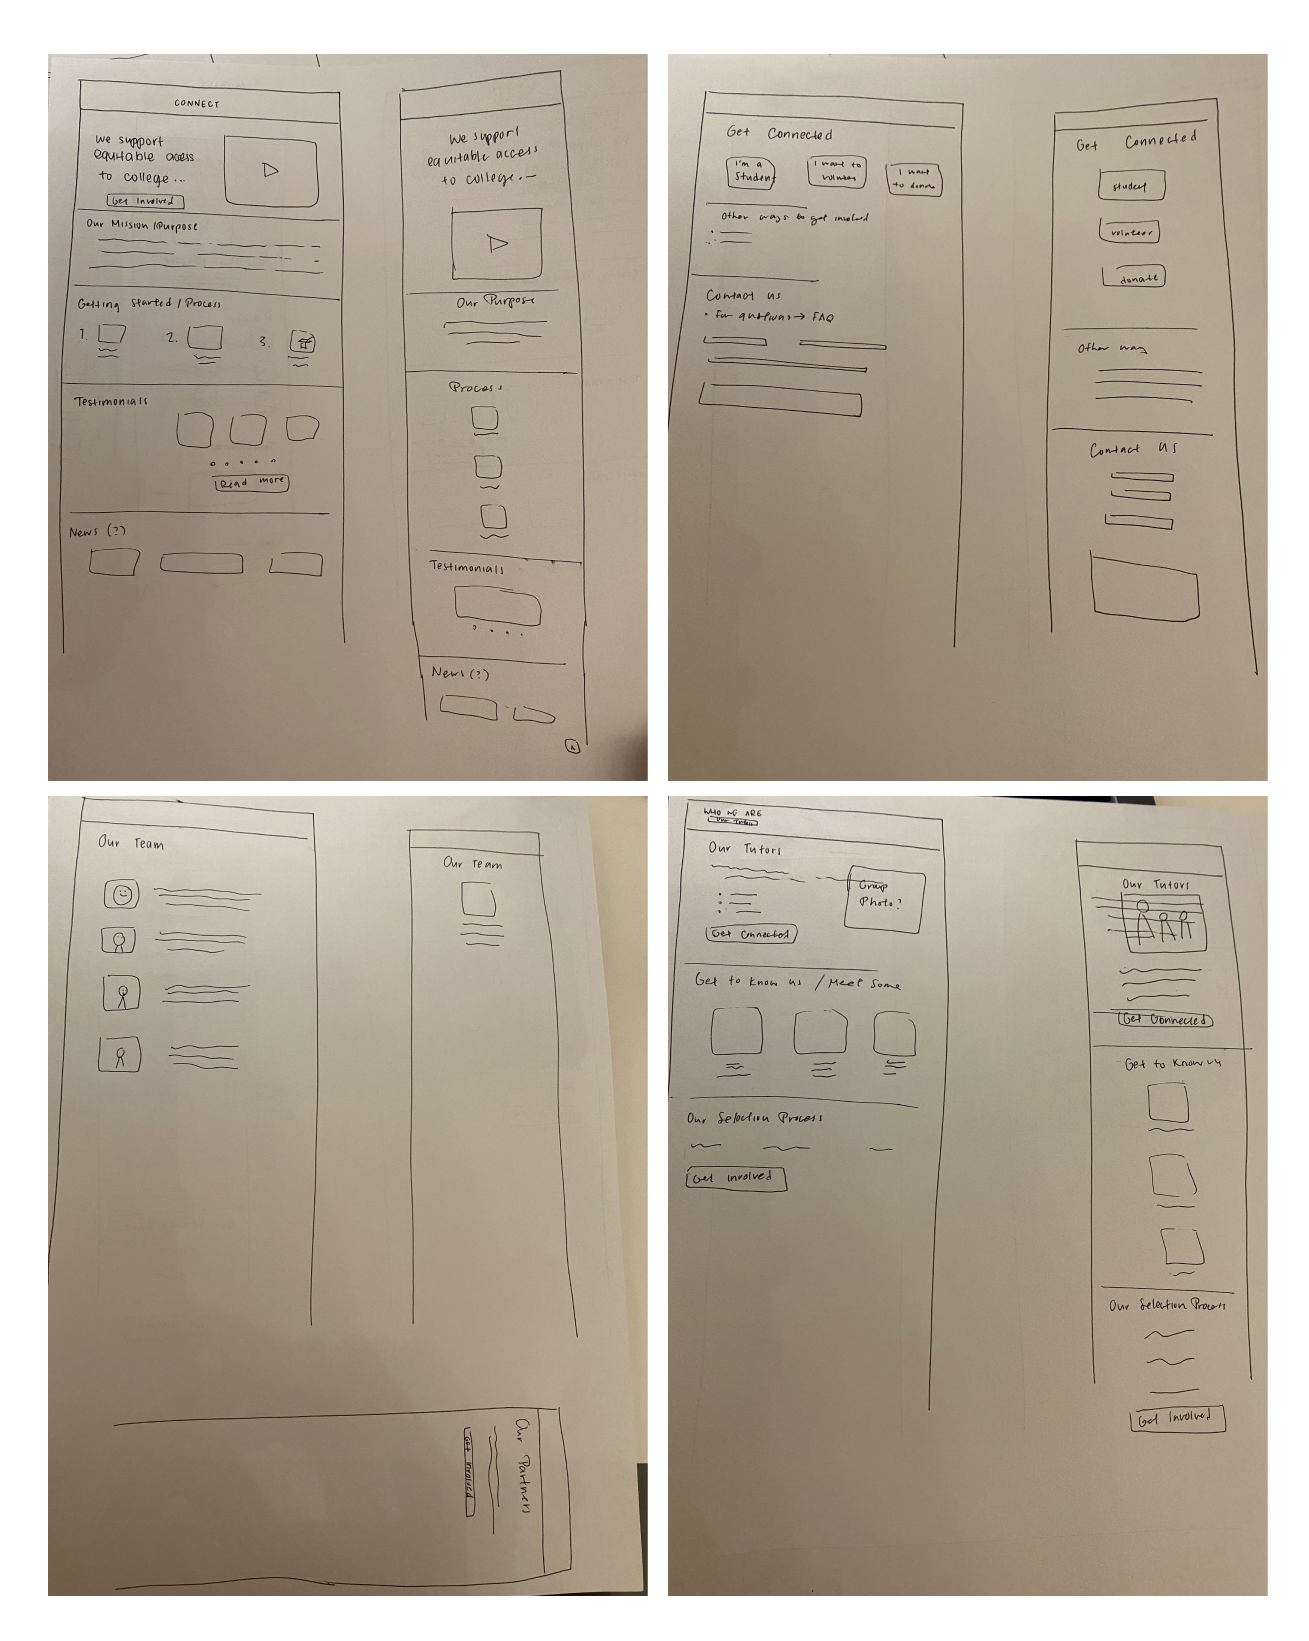 CONNECT
We support
equitable access
to college...
Get Involved
Our Mission/Purpose
Getting Started / Process
1.
2.
3.
Testimonials
Read more
News (?)
We support
equitable access
to college...
Our Purpose
Process
Testimonials
News (?)
Get Connected
I'm a
Student
I want to
volunteer
I want
to donate
Other ways to get involved
Contact us
• For questions → FAQ
Get Connected
student
volunteer
donate
Other way
Contact us
Our Team
Our Team
Our Partners
Get Involved
WHO WE ARE
Our Tutors
Our Tutors
Group
Photo?
Get Connected
Get to know us / Meet some
Our Selection Process
Get Involved
Our Tutors
Get Connected
Get to Know us
Our Selection Process
Get Involved